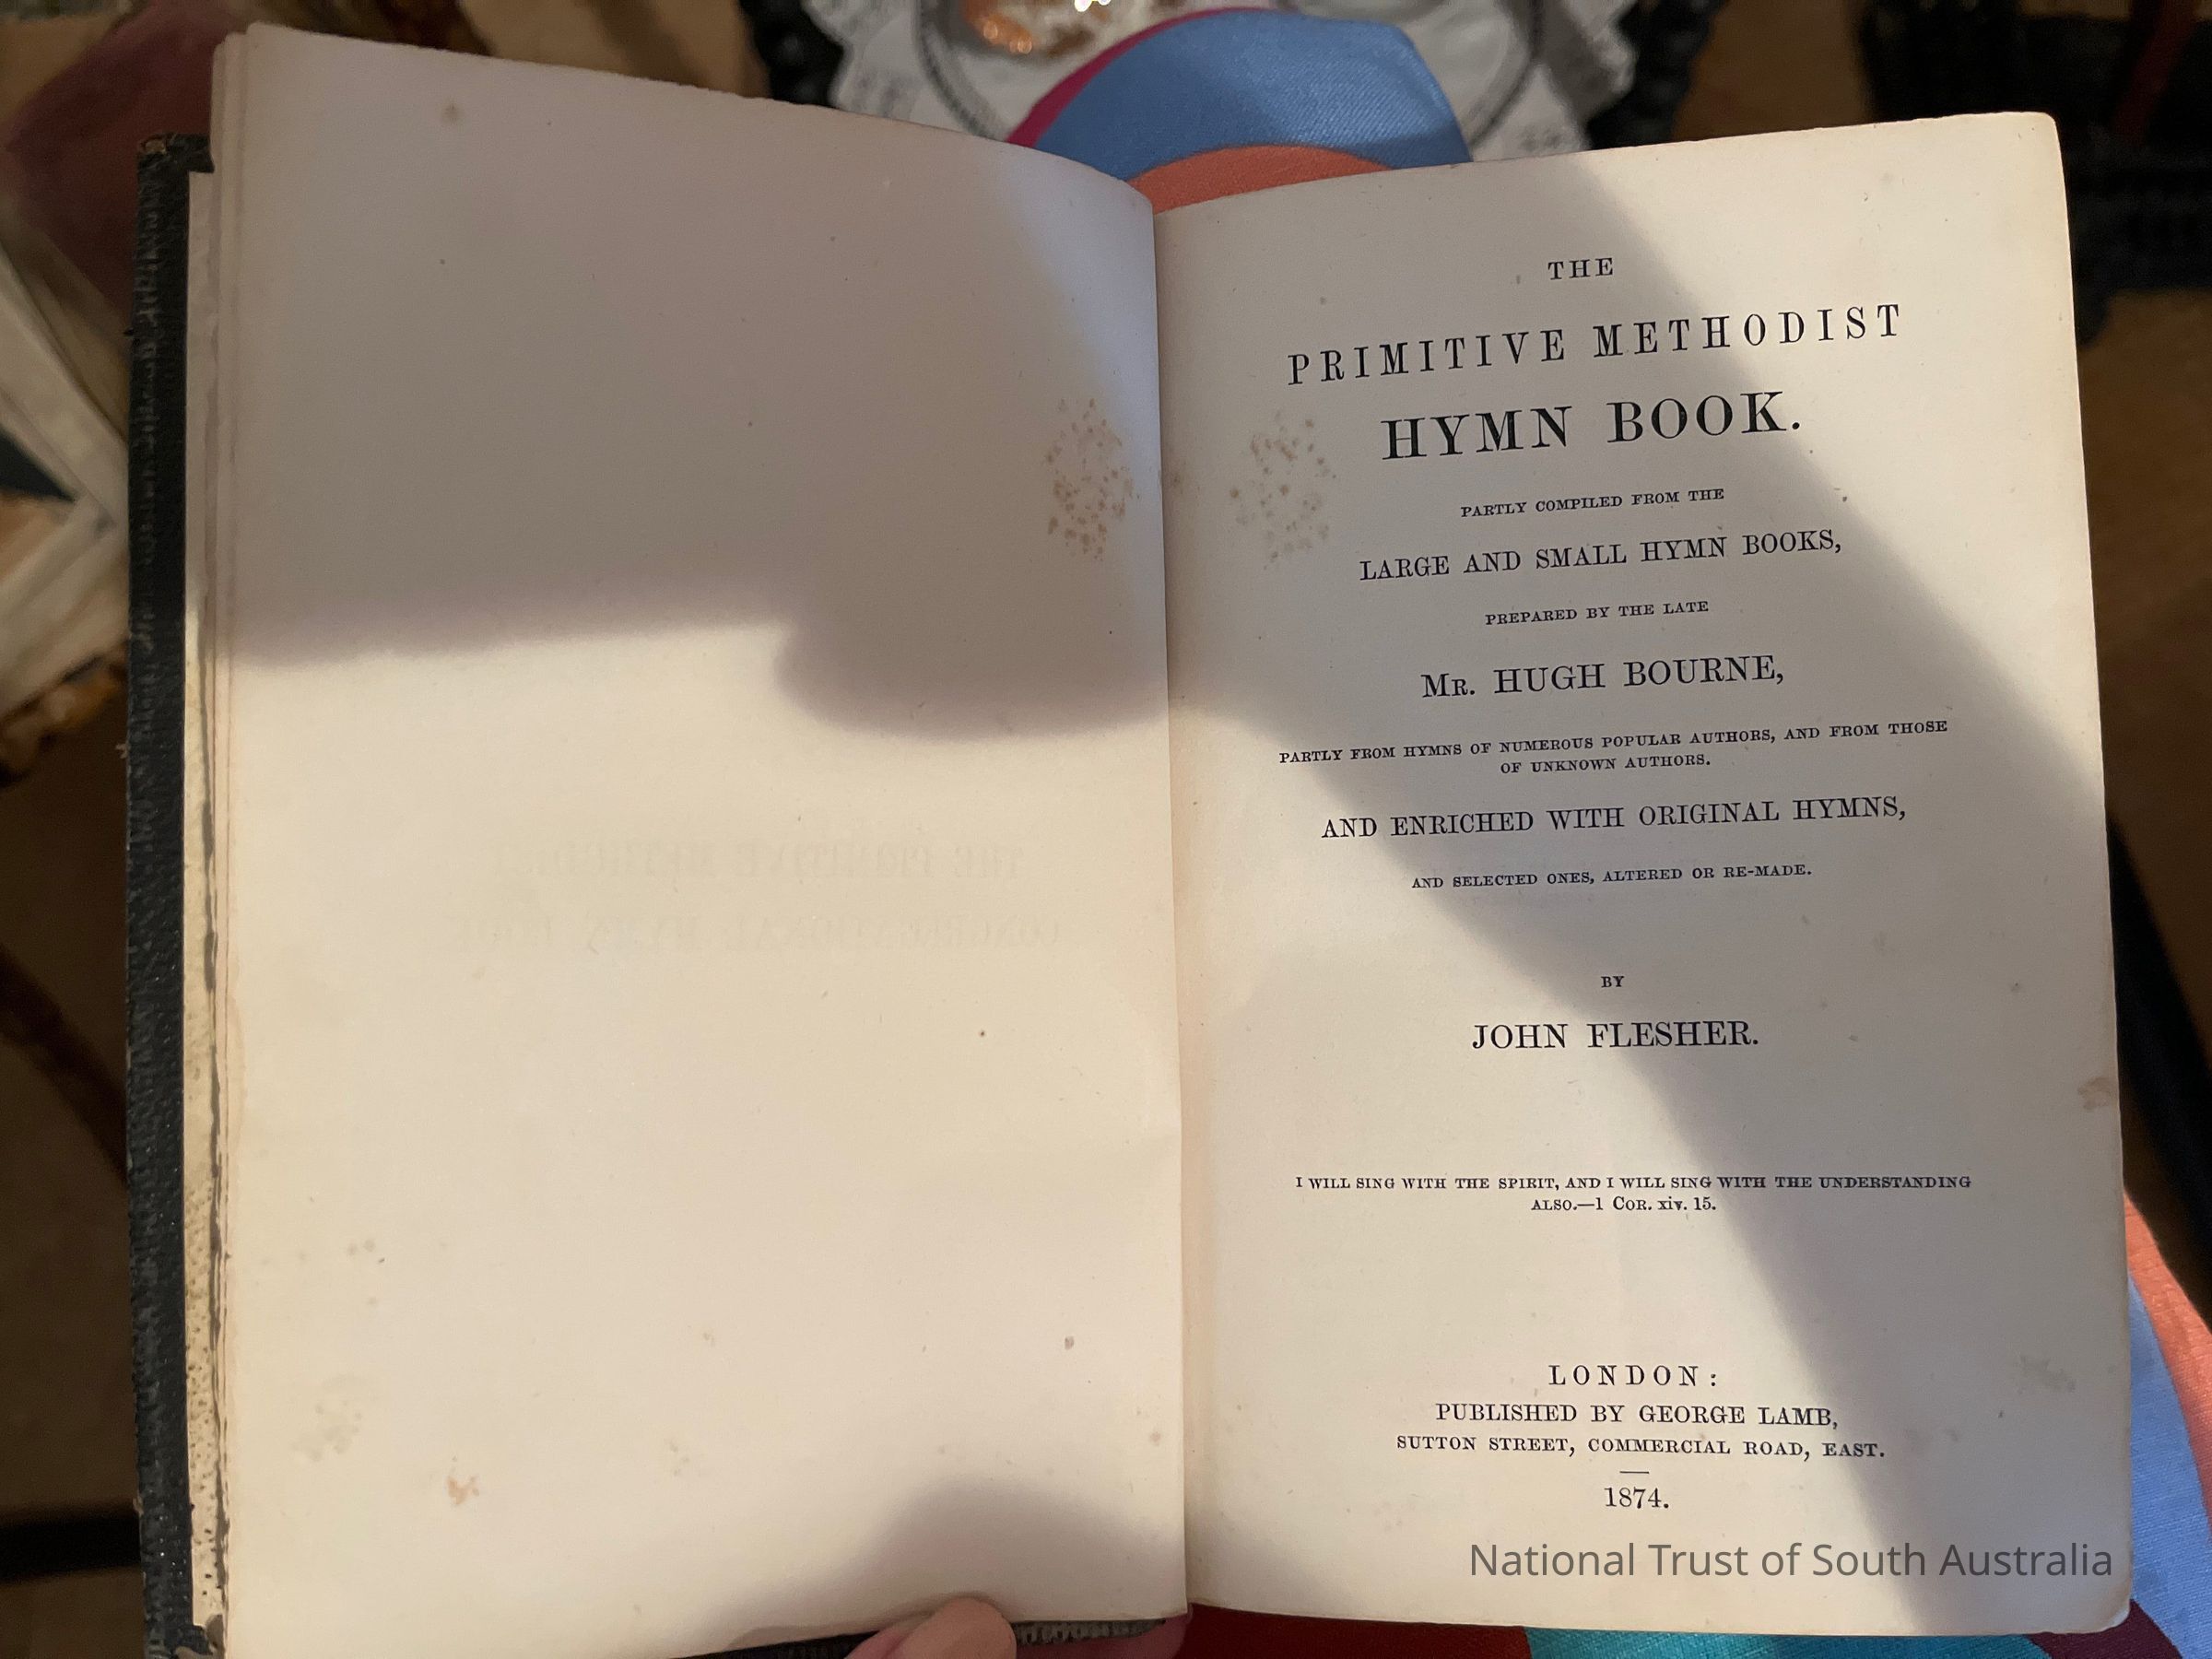 THE
PRIMITIVE METHODIST
HYMN BOOK.
PARTLY COMPILED FROM THE
LARGE AND SMALL HYMN BOOKS,
PREPARED BY THE LATE
MR. HUGH BOURNE,
PARTLY FROM HYMNS OF NUMEROUS POPULAR AUTHORS, AND FROM THOSE
OF UNKNOWN AUTHORS.
AND ENRICHED WITH ORIGINAL HYMNS,
AND SELECTED ONES, ALTERED OR RE-MADE.
BY
JOHN FLESHER.
I WILL SING WITH THE SPIRIT, AND I WILL SING WITH THE UNDERSTANDING
ALSO.—1 COR. xiv. 15.
LONDON:
PUBLISHED BY GEORGE LAMB,
SUTTON STREET, COMMERCIAL ROAD, EAST.
1874.
National Trust of South Australia